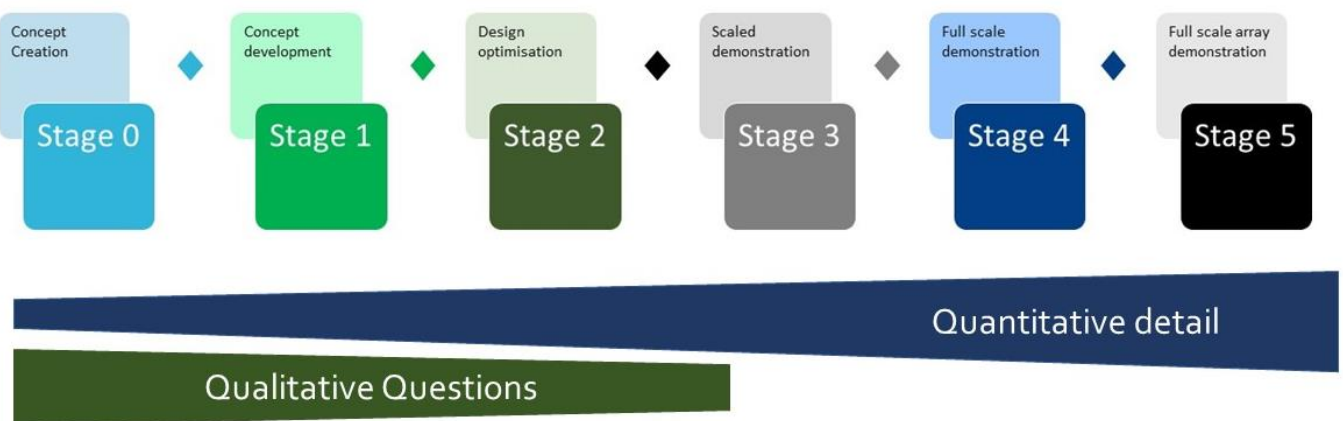 Concept
Creation
Concept
development
Design
optimisation
Scaled
demonstration
Full scale
demonstration
Full scale array
demonstration
Stage 0
Stage 1
Stage 2
Stage 3
Stage 4
Stage 5
Quantitative detail
Qualitative Questions